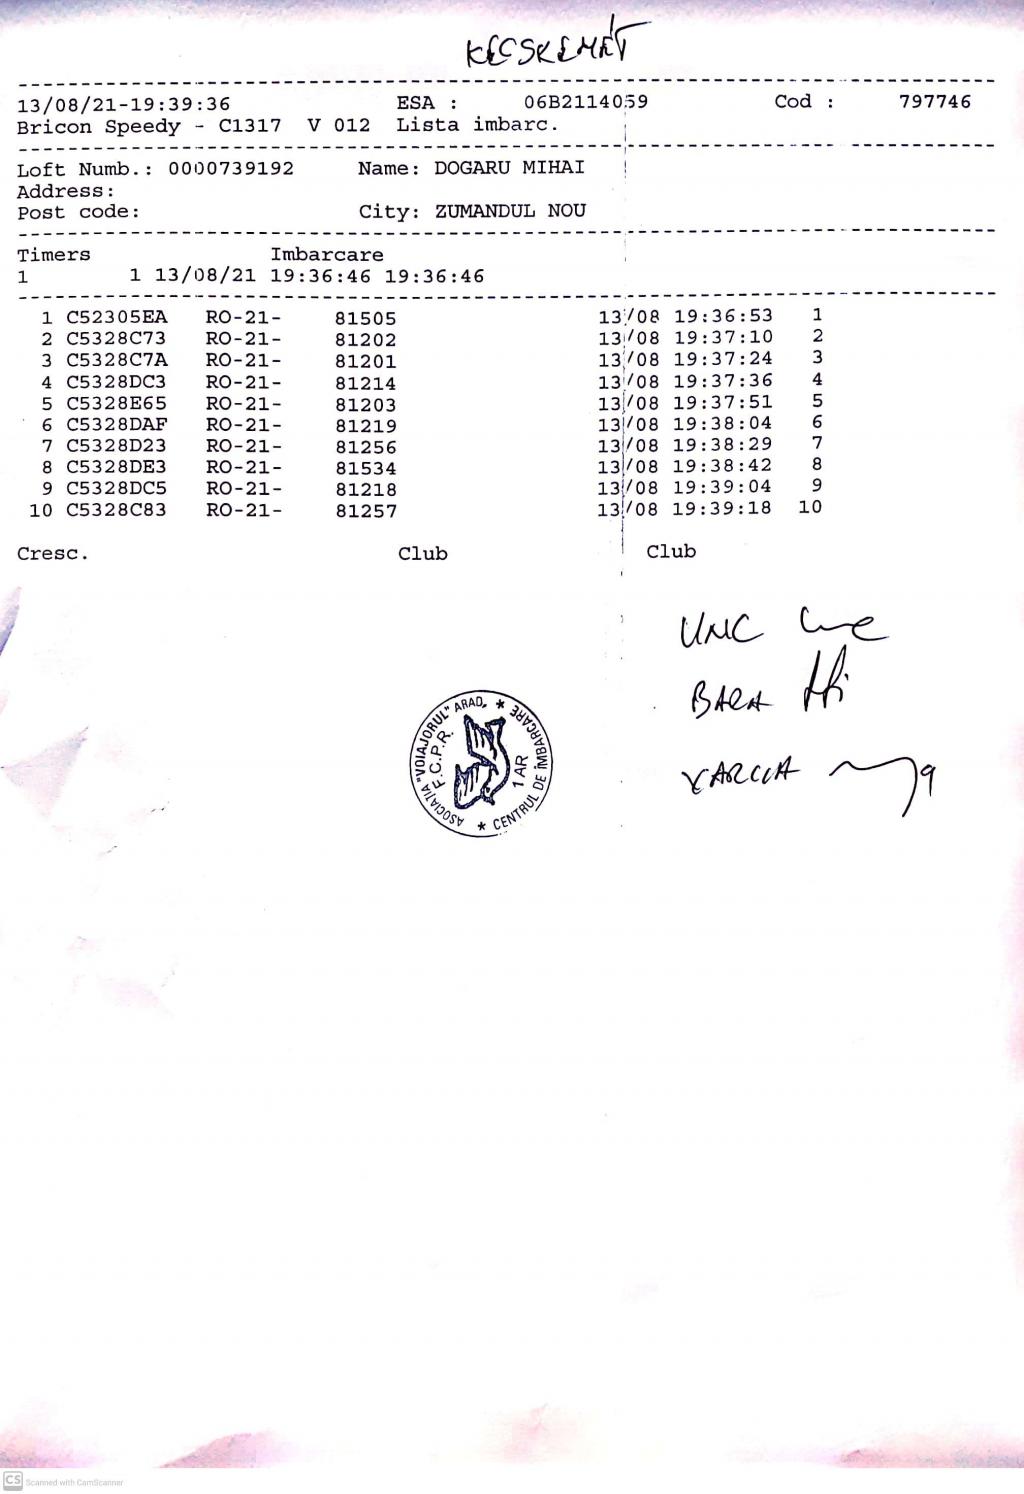 KECSKEMÉT
13/08/21-19:39:36 ESA : 06B2114059 Cod : 797746
Bricon Speedy - C1317 V 012 Lista imbarc.
Loft Numb.: 0000739192 Name: DOGARU MIHAI
Address:
Post code: City: ZUMANDUL NOU
Timers Imbarcare
1 1 13/08/21 19:36:46 19:36:46
1 C52305EA RO-21- 81505 13/08 19:36:53 1
2 C5328C73 RO-21- 81202 13/08 19:37:10 2
3 C5328C7A RO-21- 81201 13/08 19:37:24 3
4 C5328DC3 RO-21- 81214 13/08 19:37:36 4
5 C5328E65 RO-21- 81203 13/08 19:37:51 5
6 C5328DAF RO-21- 81219 13/08 19:38:04 6
7 C5328D23 RO-21- 81256 13/08 19:38:29 7
8 C5328DE3 RO-21- 81534 13/08 19:38:42 8
9 C5328DC5 RO-21- 81218 13/08 19:39:04 9
10 C5328C83 RO-21- 81257 13/08 19:39:18 10
Cresc. Club Club
UNC
BARA
ASOCIAȚIA "VOIAJORUL" ARAD
F.C.P.R.
1 AR
CENTRUL DE ÎMBARCARE
CS Scanned with CamScanner